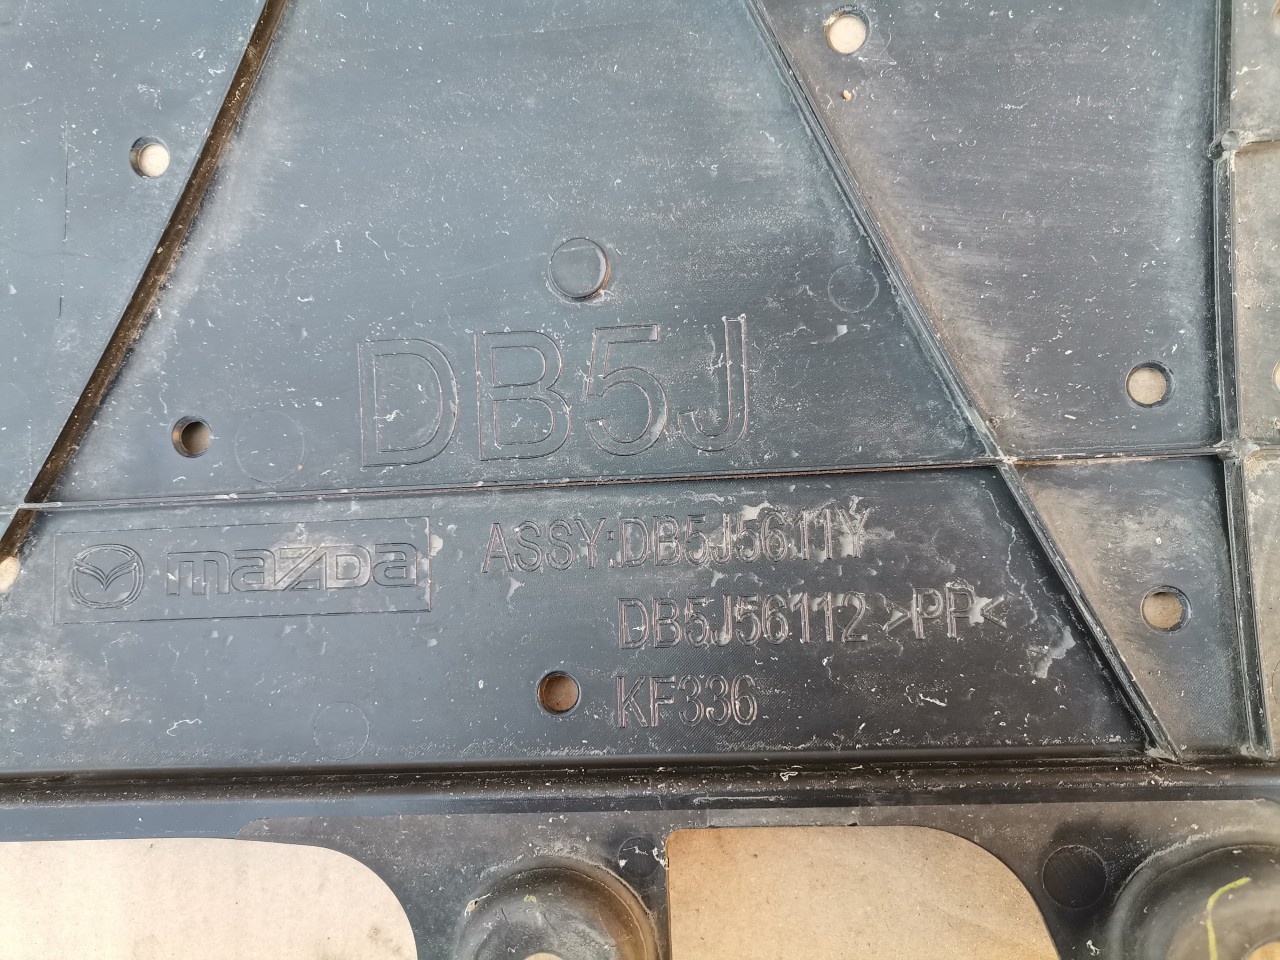 DB5J
mazda ASSY:DB5J5611Y
DB5J56112 >PP<
KF336